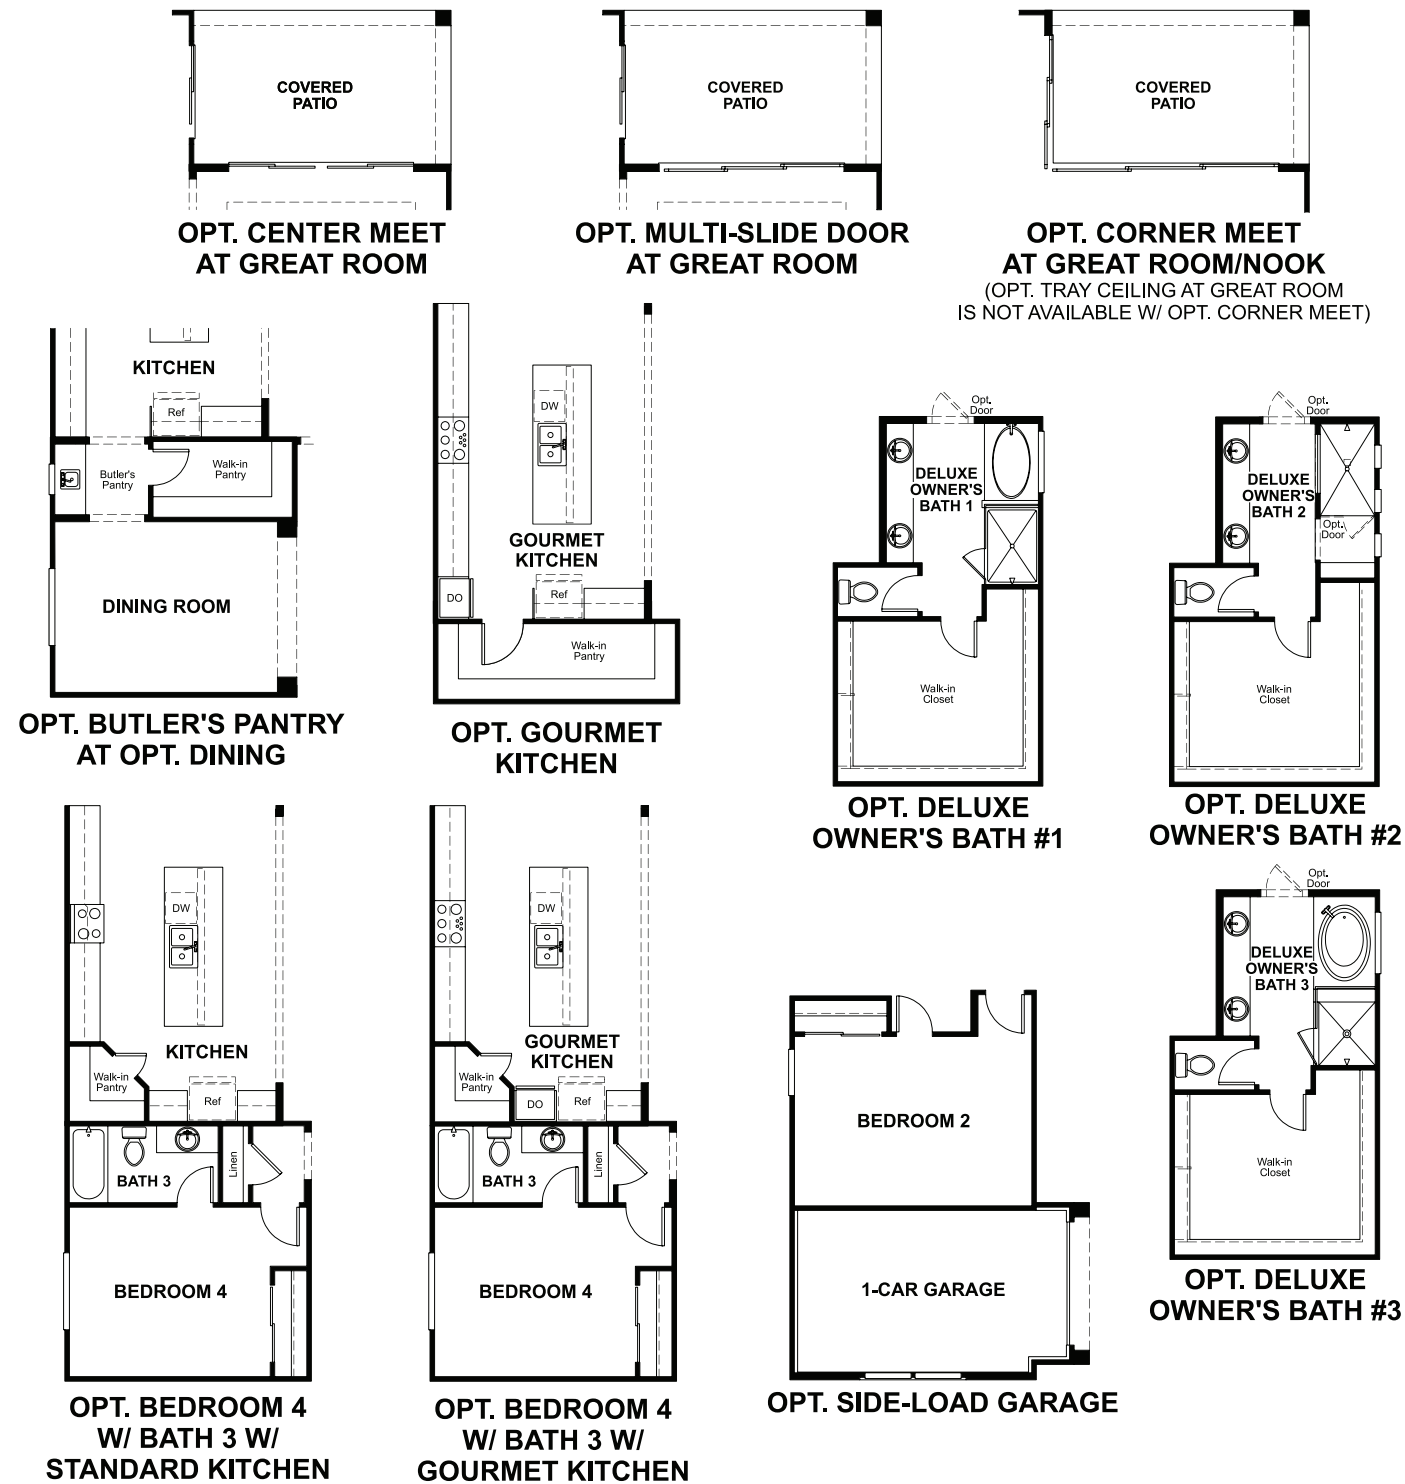 COVERED
PATIO
OPT. CENTER MEET
AT GREAT ROOM
COVERED
PATIO
OPT. MULTI-SLIDE DOOR
AT GREAT ROOM
COVERED
PATIO
OPT. CORNER MEET
AT GREAT ROOM/NOOK
(OPT. TRAY CEILING AT GREAT ROOM
IS NOT AVAILABLE W/ OPT. CORNER MEET)
KITCHEN
Ref
Butler's
Pantry
Walk-in
Pantry
DINING ROOM
OPT. BUTLER'S PANTRY
AT OPT. DINING
DW
GOURMET
KITCHEN
DO
Ref
Walk-in
Pantry
OPT. GOURMET
KITCHEN
Opt.
Door
DELUXE
OWNER'S
BATH 1
Walk-in
Closet
OPT. DELUXE
OWNER'S BATH #1
Opt.
Door
DELUXE
OWNER'S
BATH 2
Opt.
Door
Walk-in
Closet
OPT. DELUXE
OWNER'S BATH #2
DW
KITCHEN
Walk-in
Pantry
Ref
BATH 3
Linen
BEDROOM 4
OPT. BEDROOM 4
W/ BATH 3 W/
STANDARD KITCHEN
DW
GOURMET
KITCHEN
Walk-in
Pantry
DO
Ref
BATH 3
Linen
BEDROOM 4
OPT. BEDROOM 4
W/ BATH 3 W/
GOURMET KITCHEN
BEDROOM 2
1-CAR GARAGE
OPT. SIDE-LOAD GARAGE
Opt.
Door
DELUXE
OWNER'S
BATH 3
Walk-in
Closet
OPT. DELUXE
OWNER'S BATH #3